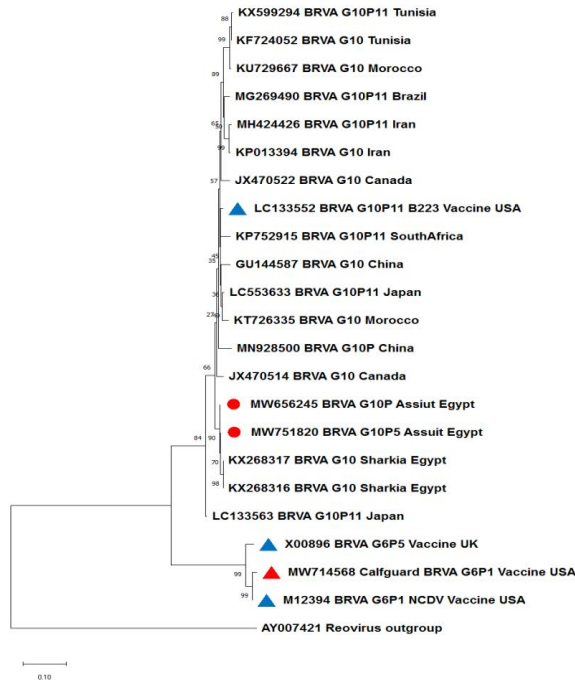 KX599294 BRVA G10P11 Tunisia
88
KF724052 BRVA G10 Tunisia
99
KU729667 BRVA G10 Morocco
89
MG269490 BRVA G10P11 Brazil
MH424426 BRVA G10P11 Iran
99
KP013394 BRVA G10 Iran
JX470522 BRVA G10 Canada
57
LC133552 BRVA G10P11 B223 Vaccine USA
KP752915 BRVA G10P11 SouthAfrica
45
GU144587 BRVA G10 China
35
LC553633 BRVA G10P11 Japan
36
KT726335 BRVA G10 Morocco
MN928500 BRVA G10P China
JX470514 BRVA G10 Canada
66
MW656245 BRVA G10P Assiut Egypt
MW751820 BRVA G10P5 Assuit Egypt
84
90
KX268317 BRVA G10 Sharkia Egypt
70
KX268316 BRVA G10 Sharkia Egypt
98
LC133563 BRVA G10P11 Japan
X00896 BRVA G6P5 Vaccine UK
MW714568 Calfguard BRVA G6P1 Vaccine USA
99
M12394 BRVA G6P1 NCDV Vaccine USA
99
AY007421 Reovirus outgroup
0.10